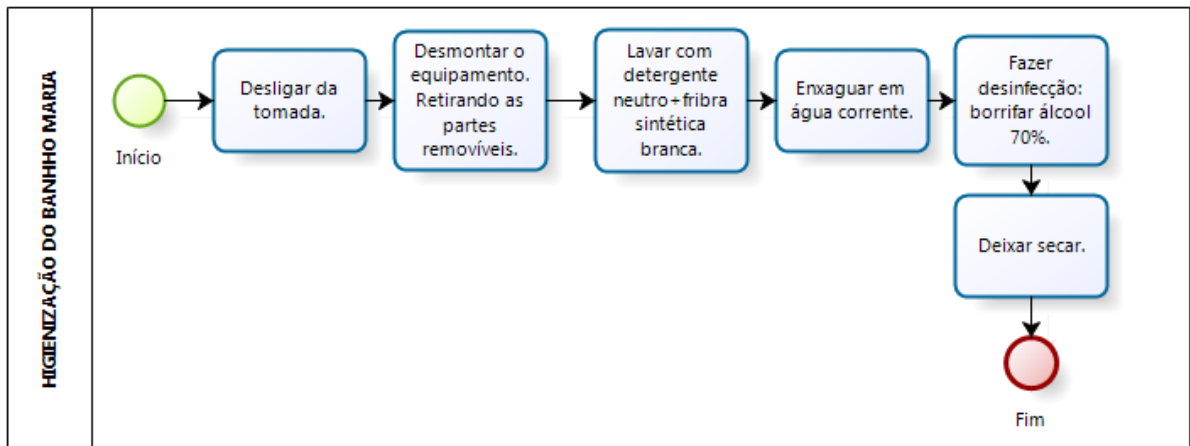 HIGIENIZAÇÃO DO BANHHO MARIA
Início
Desligar da
tomada.
Desmontar o
equipamento.
Retirando as
partes
removíveis.
Lavar com
detergente
neutro+fribra
sintética
branca.
Enxaguar em
água corrente.
Fazer
desinfecção:
borrifar álcool
70%.
Deixar secar.
Fim